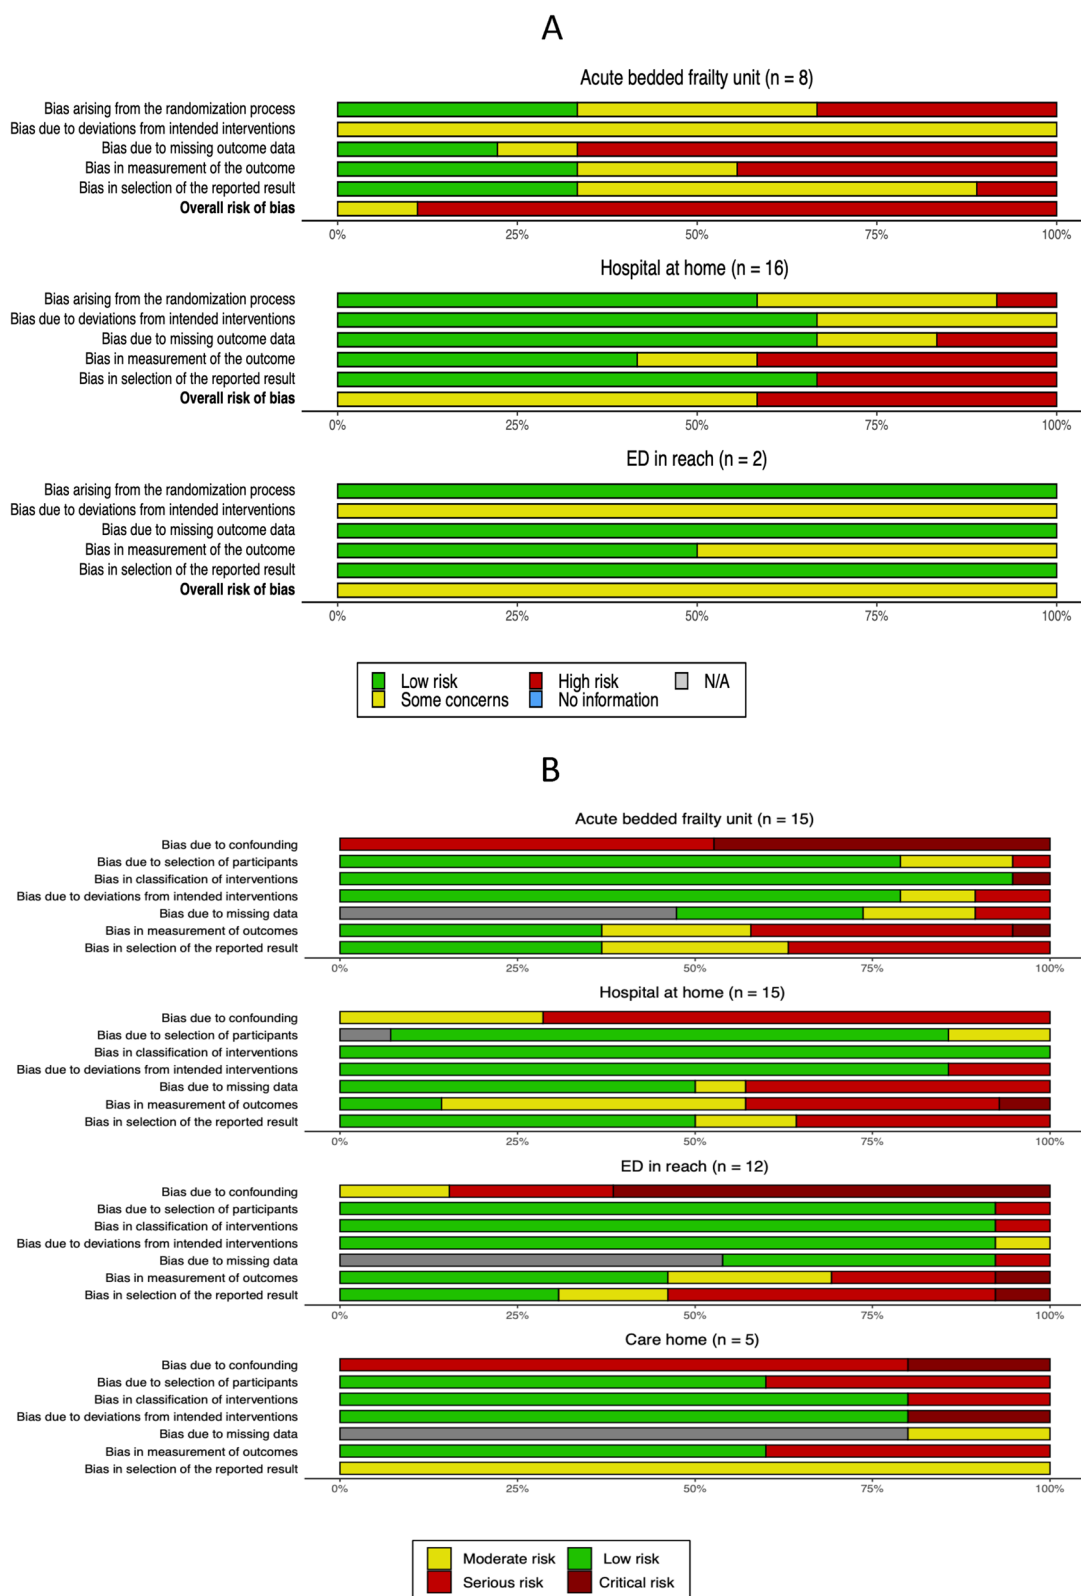 A
Acute bedded frailty unit (n = 8)
Bias arising from the randomization process
Bias due to deviations from intended interventions
Bias due to missing outcome data
Bias in measurement of the outcome
Bias in selection of the reported result
Overall risk of bias
0% 25% 50% 75% 100%
Hospital at home (n = 16)
Bias arising from the randomization process
Bias due to deviations from intended interventions
Bias due to missing outcome data
Bias in measurement of the outcome
Bias in selection of the reported result
Overall risk of bias
0% 25% 50% 75% 100%
ED in reach (n = 2)
Bias arising from the randomization process
Bias due to deviations from intended interventions
Bias due to missing outcome data
Bias in measurement of the outcome
Bias in selection of the reported result
Overall risk of bias
0% 25% 50% 75% 100%
Low risk High risk N/A
Some concerns No information
B
Acute bedded frailty unit (n = 15)
Bias due to confounding
Bias due to selection of participants
Bias in classification of interventions
Bias due to deviations from intended interventions
Bias due to missing data
Bias in measurement of outcomes
Bias in selection of the reported result
0% 25% 50% 75% 100%
Hospital at home (n = 15)
Bias due to confounding
Bias due to selection of participants
Bias in classification of interventions
Bias due to deviations from intended interventions
Bias due to missing data
Bias in measurement of outcomes
Bias in selection of the reported result
0% 25% 50% 75% 100%
ED in reach (n = 12)
Bias due to confounding
Bias due to selection of participants
Bias in classification of interventions
Bias due to deviations from intended interventions
Bias due to missing data
Bias in measurement of outcomes
Bias in selection of the reported result
0% 25% 50% 75% 100%
Care home (n = 5)
Bias due to confounding
Bias due to selection of participants
Bias in classification of interventions
Bias due to deviations from intended interventions
Bias due to missing data
Bias in measurement of outcomes
Bias in selection of the reported result
0% 25% 50% 75% 100%
Moderate risk Low risk
Serious risk Critical risk